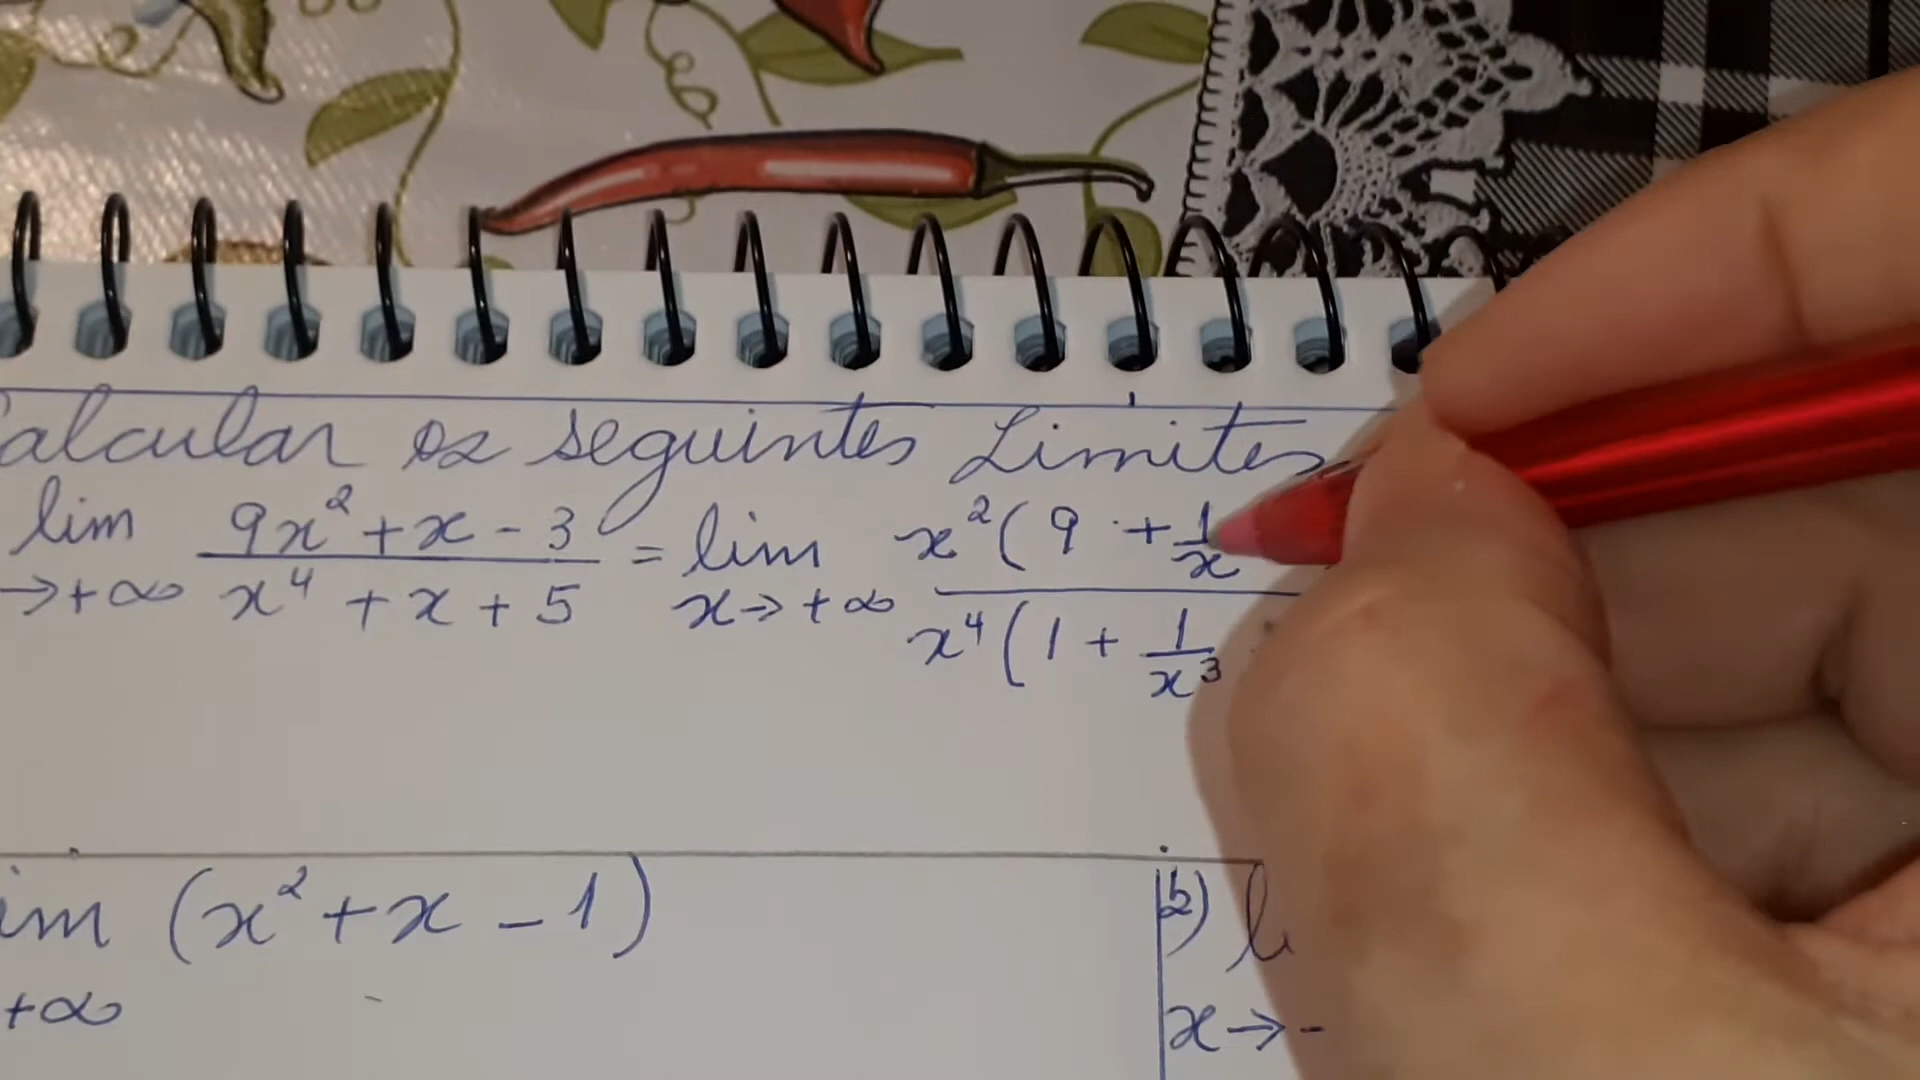 alcular os seguintes Limites
lim 9x² + x - 3 = lim x² (9 + 1/x
→+∞ x⁴ + x + 5 x→+∞ x⁴ (1 + 1/x³
im (x² + x - 1) b) l
+∞ x→-